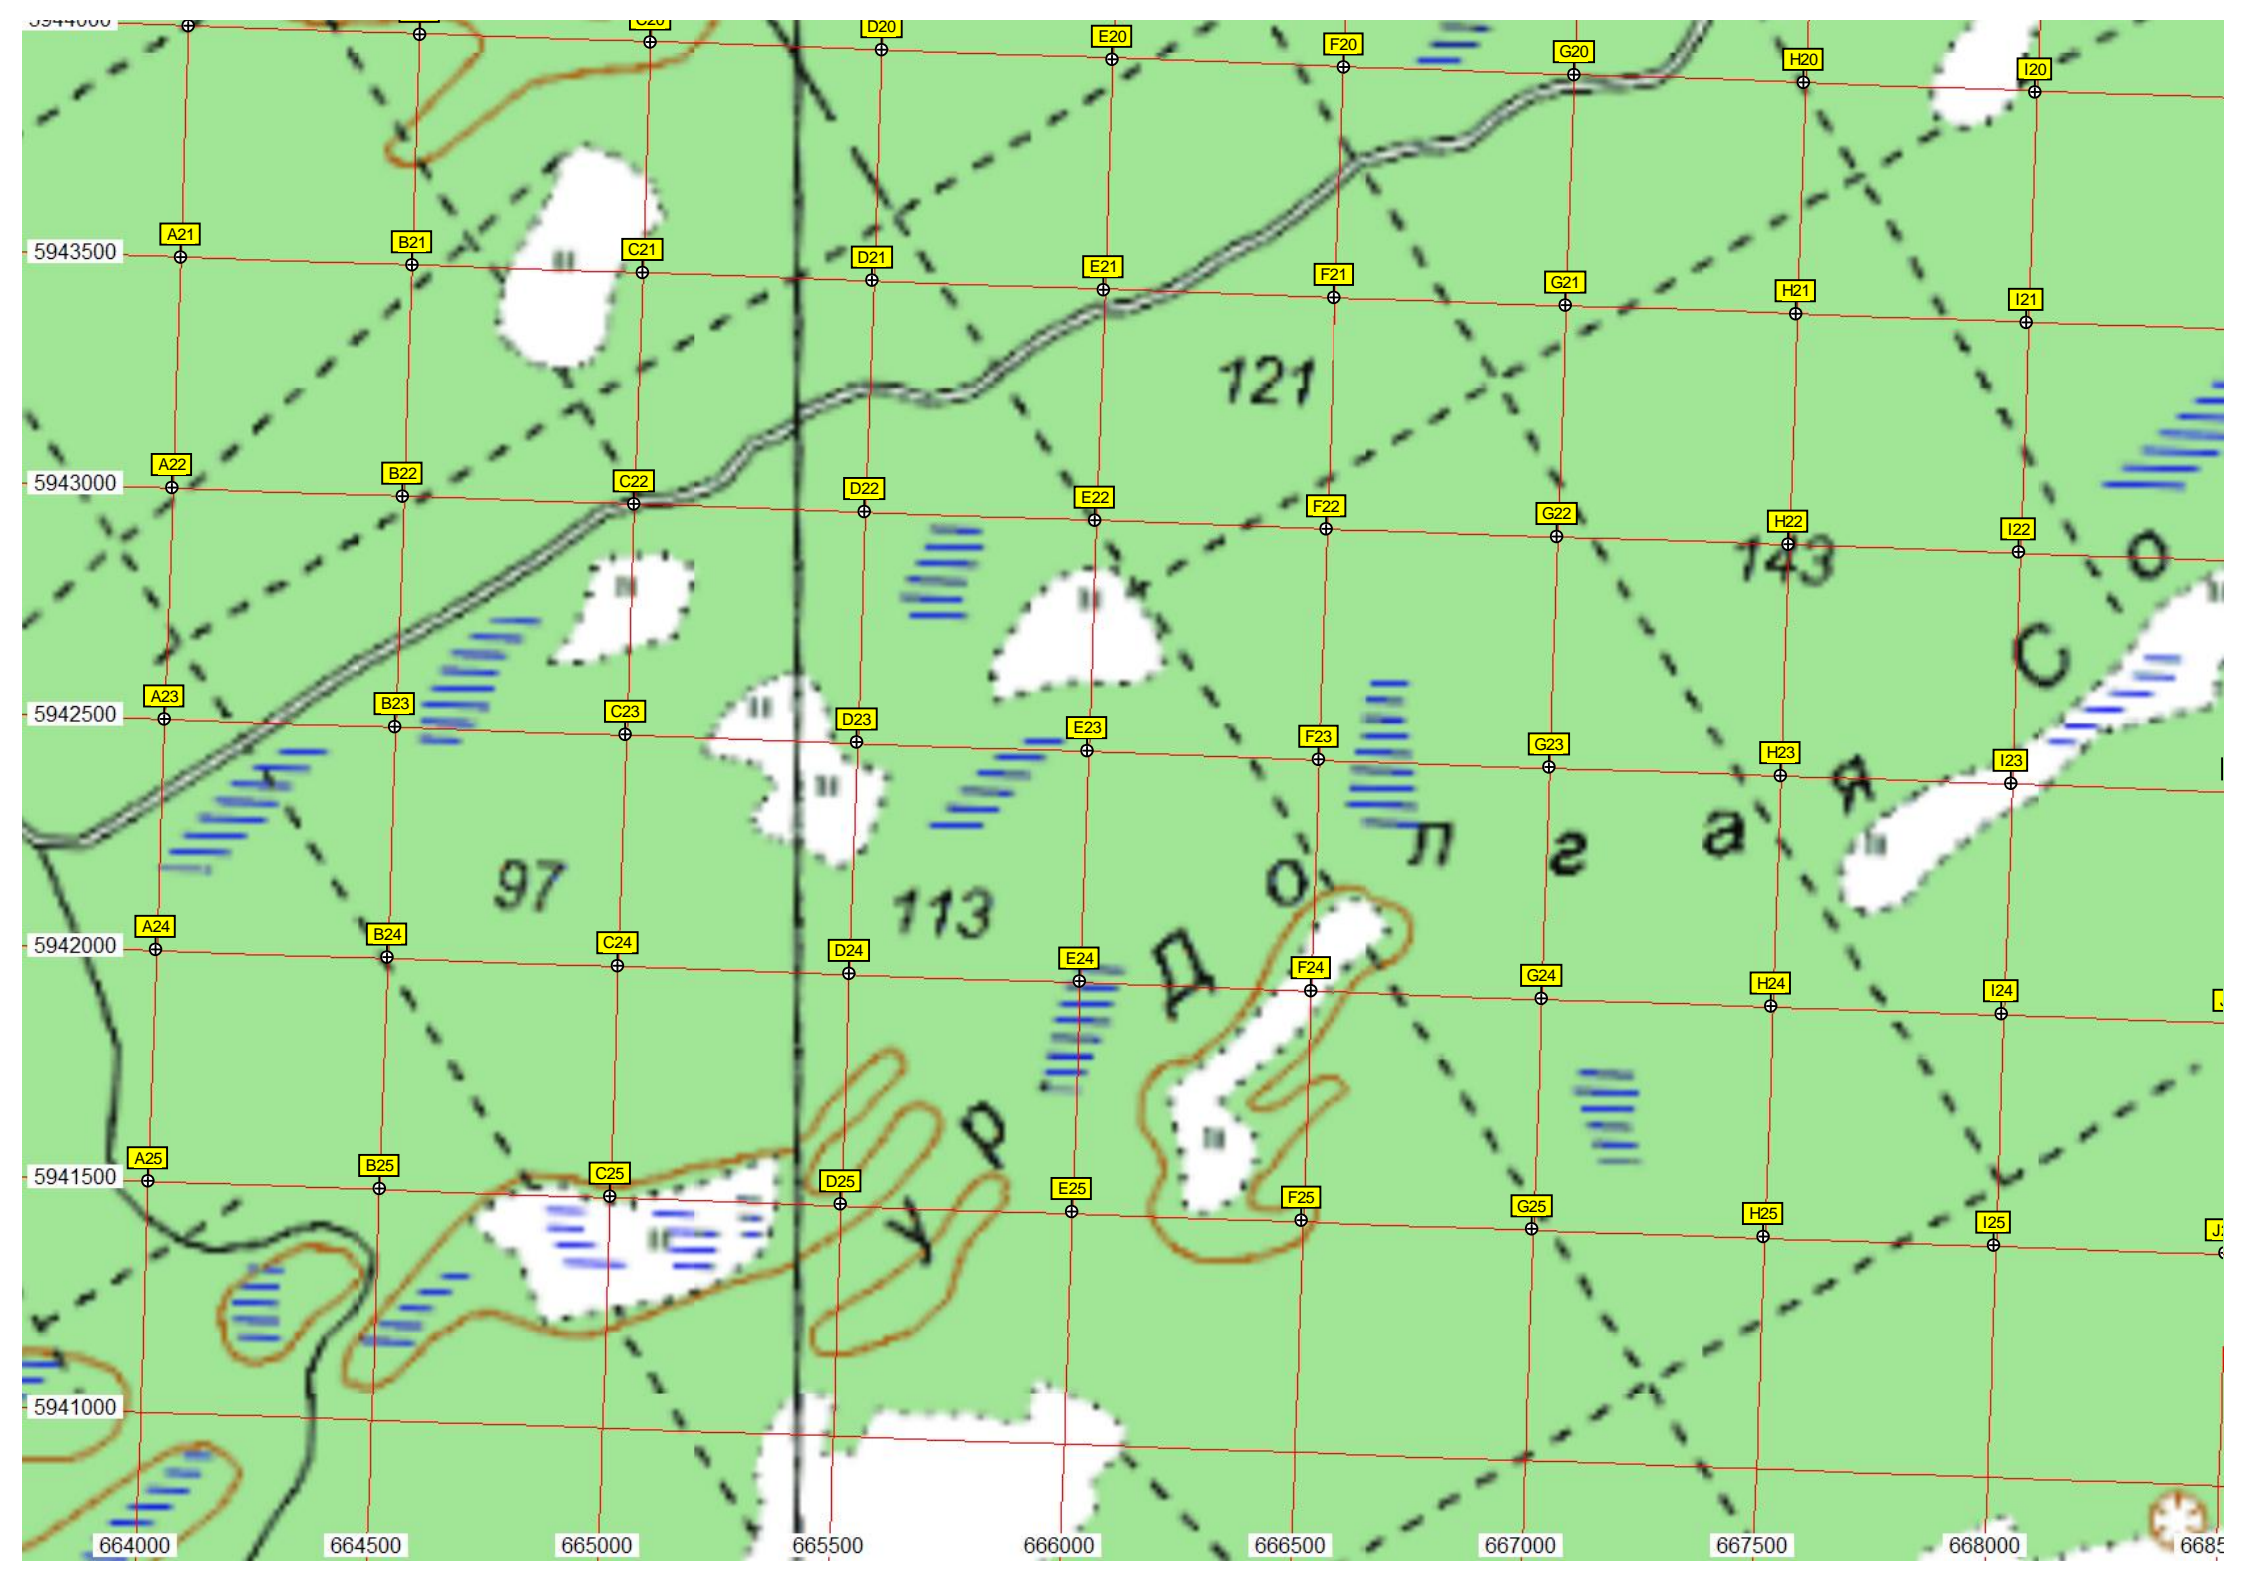 C20 D20 E20 F20 G20 H20 I20
5943500 A21 B21 C21 D21 E21 F21 G21 H21 I21
121
5943000 A22 B22 C22 D22 E22 F22 G22 H22 I22
143
О
С
5942500 A23 B23 C23 D23 E23 F23 G23 H23 I23
Я
97 113 Д о л г а я
5942000 A24 B24 C24 D24 E24 F24 G24 H24 I24
у р
5941500 A25 B25 C25 D25 E25 F25 G25 H25 I25
5941000
664000 664500 665000 665500 666000 666500 667000 667500 668000